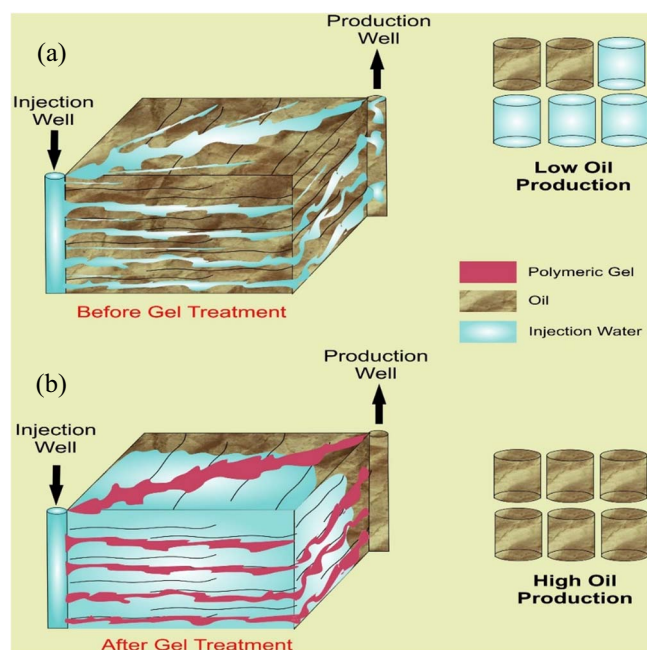 (a)
Production
Well
Injection
Well
Low Oil
Production
Polymeric Gel
Oil
Injection Water
Before Gel Treatment
(b)
Production
Well
Injection
Well
High Oil
Production
After Gel Treatment